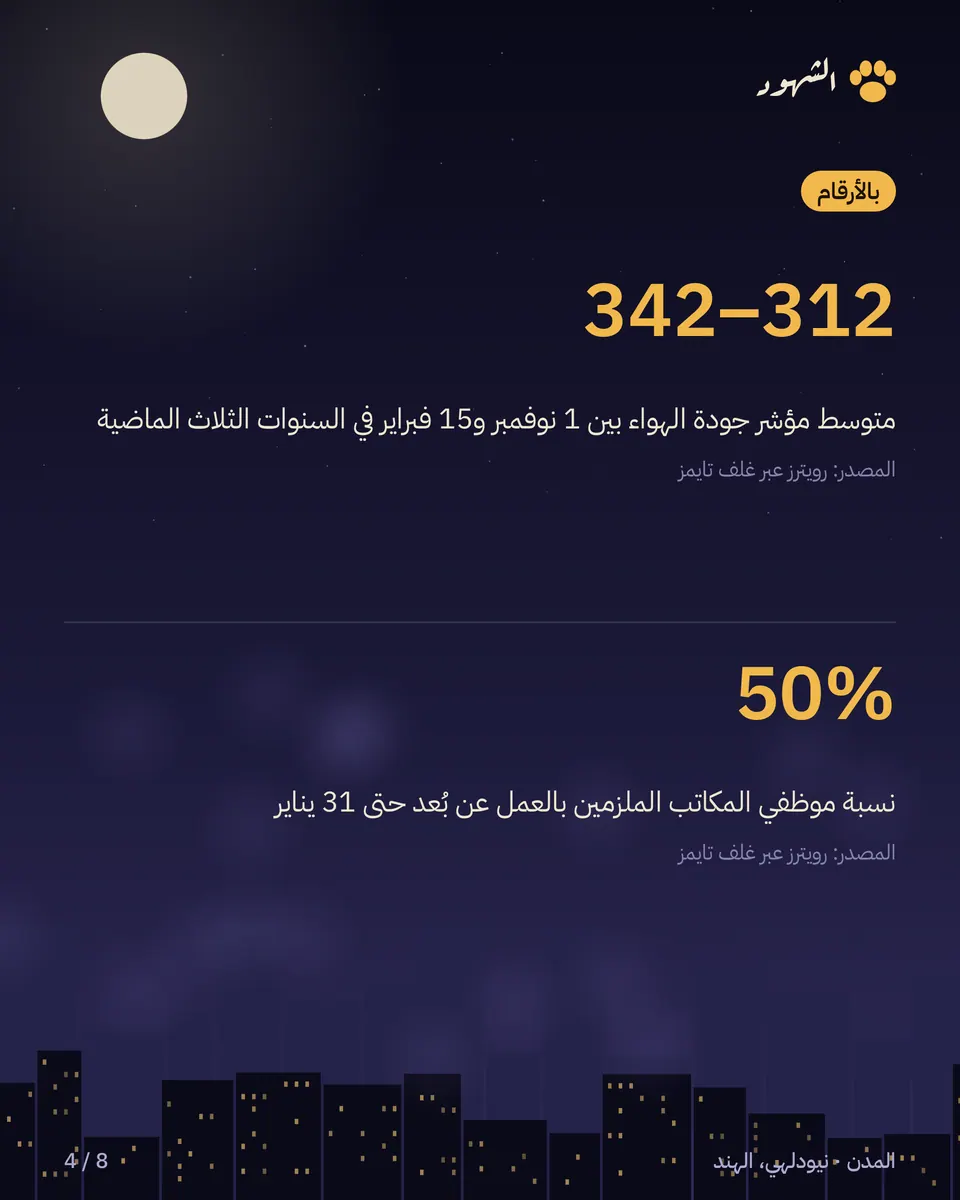 الشهود
بالأرقام
342–312
متوسط مؤشر جودة الهواء بين 1 نوفمبر و15 فبراير في السنوات الثلاث الماضية
المصدر: رويترز عبر غلف تايمز
50%
نسبة موظفي المكاتب الملزمين بالعمل عن بُعد حتى 31 يناير
المصدر: رويترز عبر غلف تايمز
المدن · نيودلهي، الهند
4 / 8